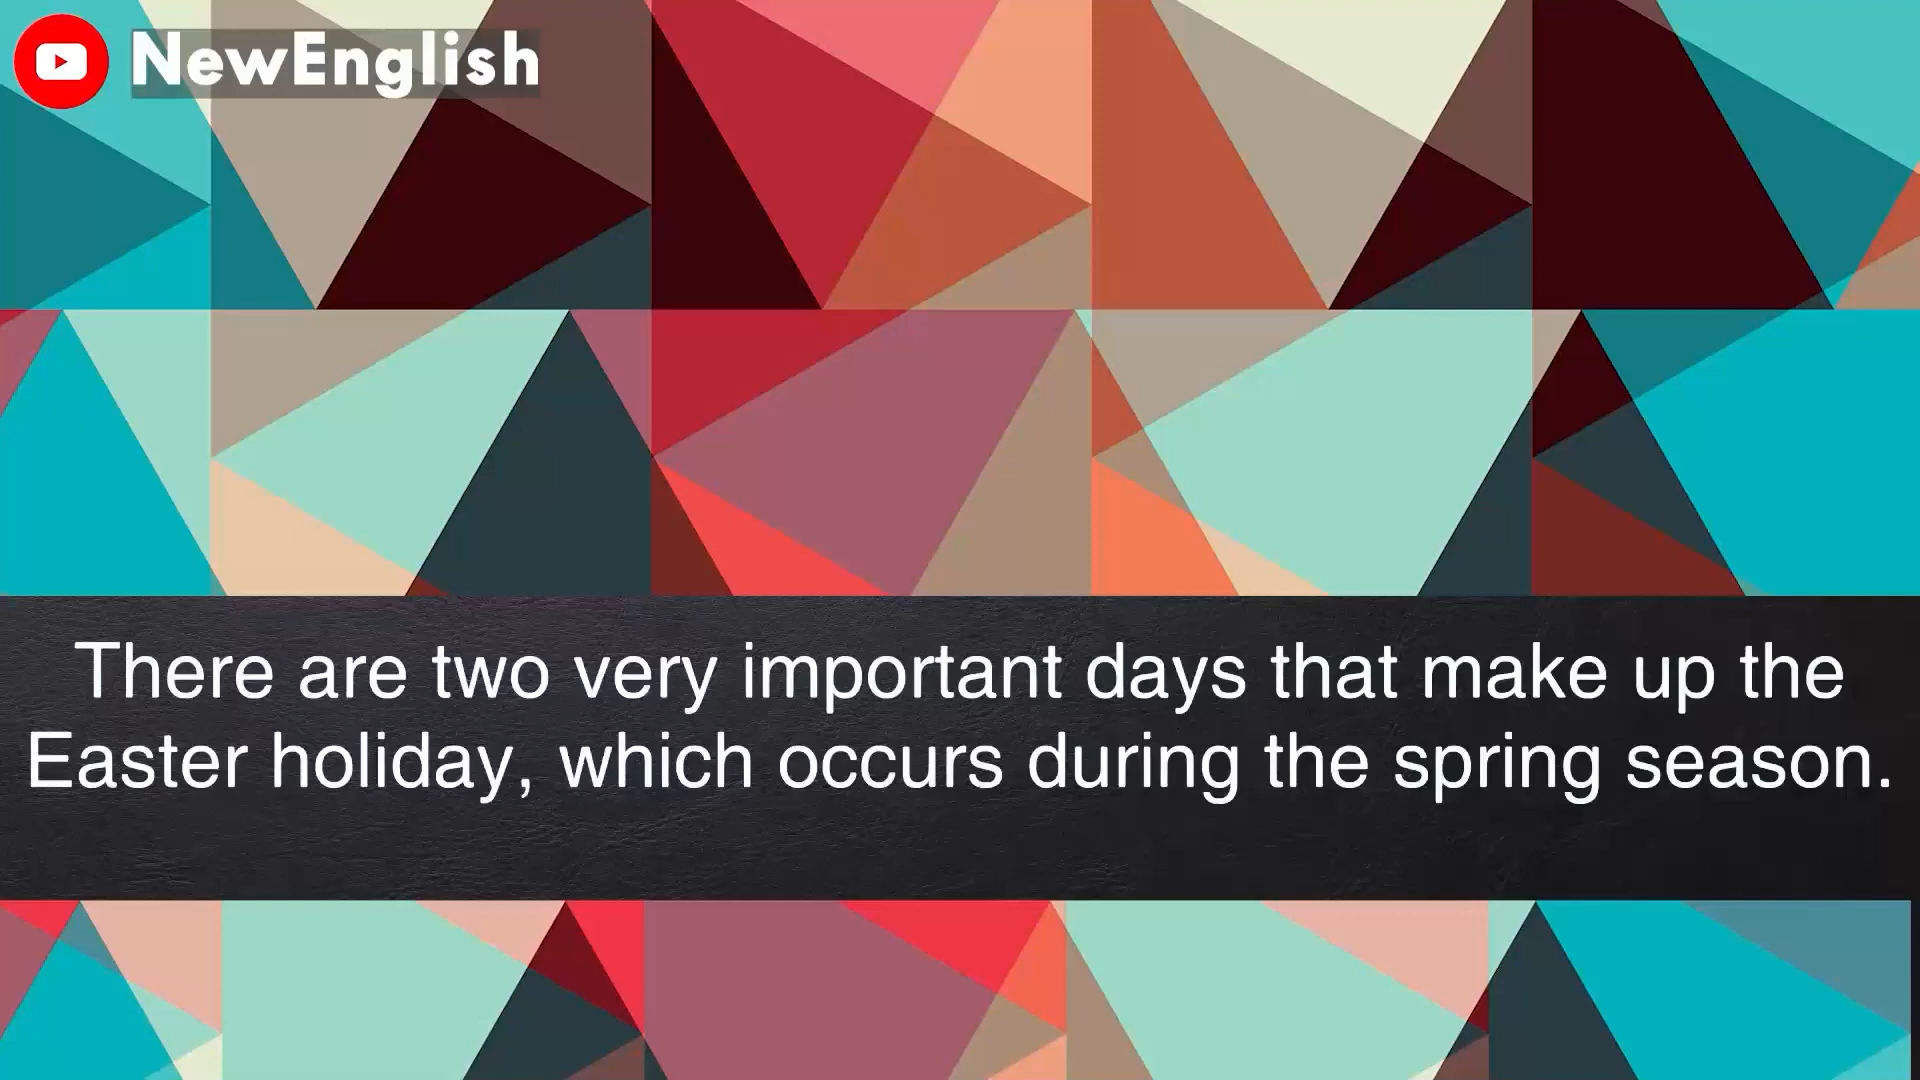 NewEnglish
There are two very important days that make up the
Easter holiday, which occurs during the spring season.